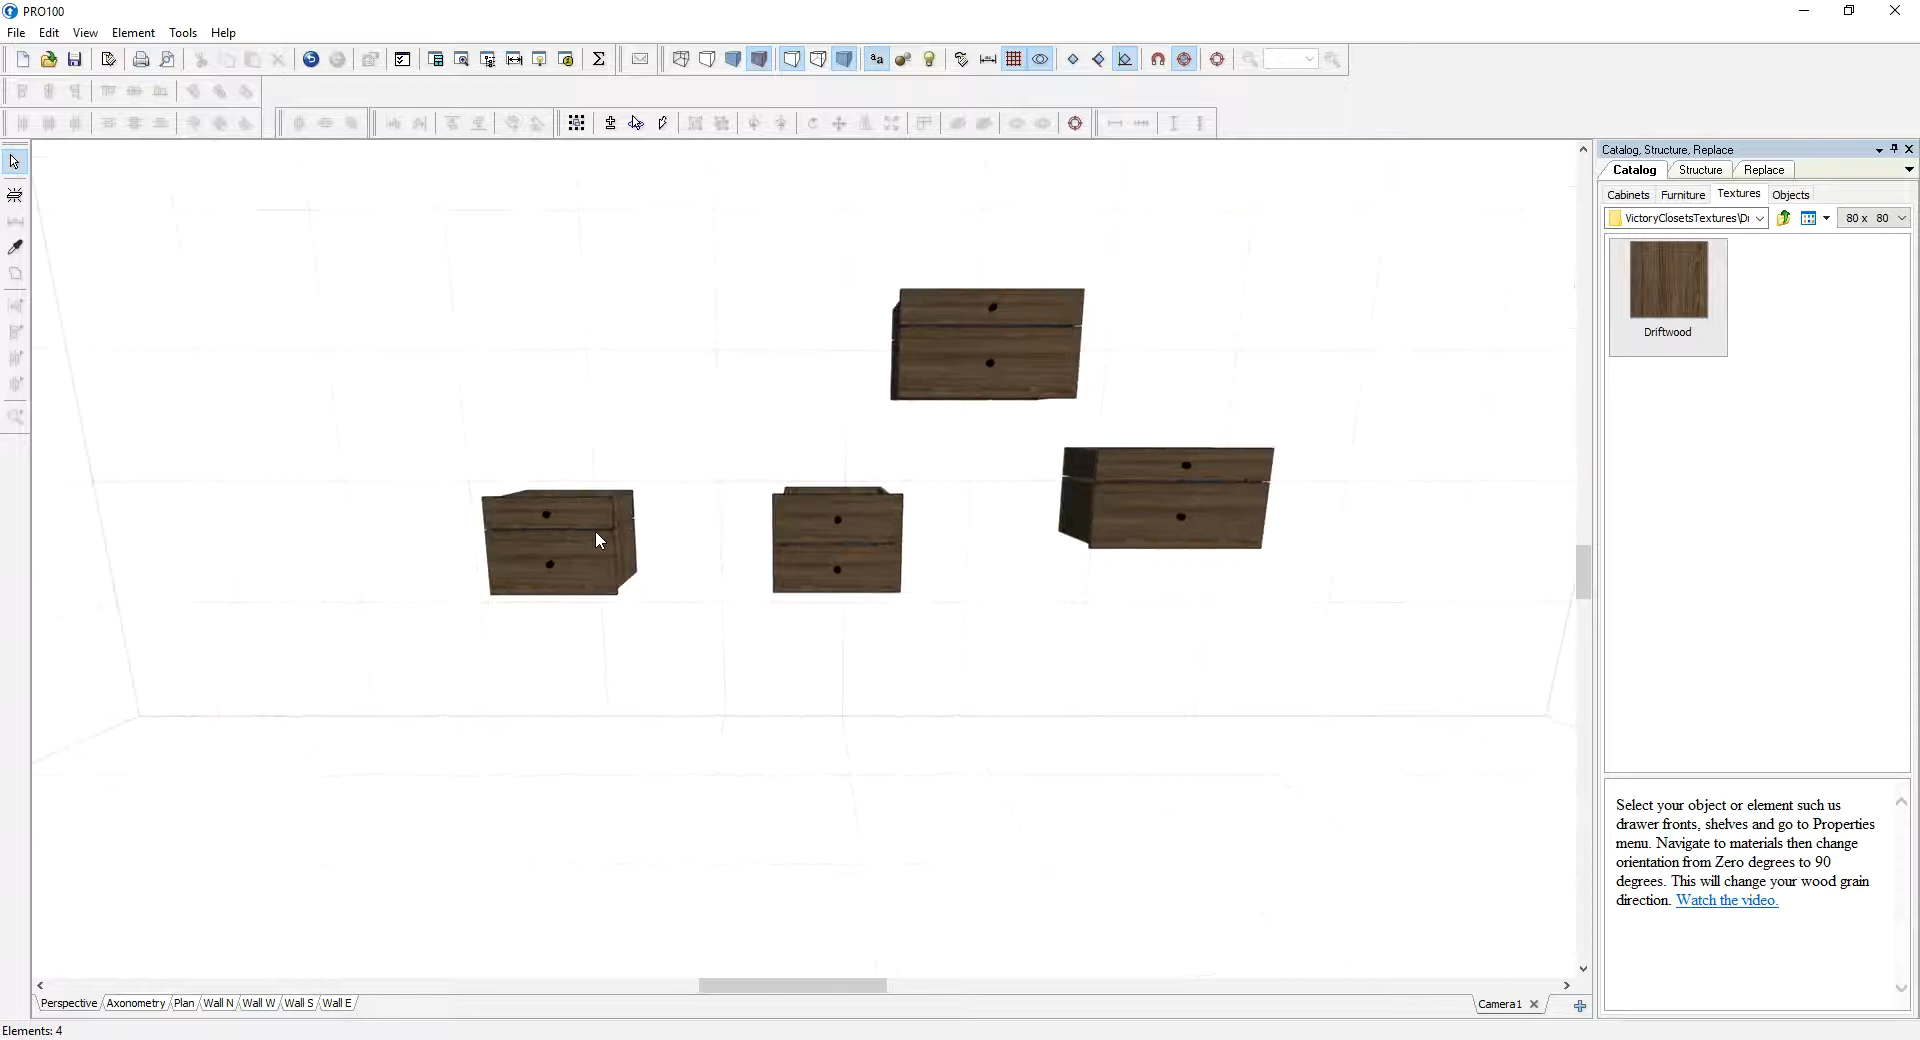 PRO100
File Edit View Element Tools Help
aa
Catalog, Structure, Replace
Catalog Structure Replace
Cabinets Furniture Textures Objects
VictoryClosetsTextures\Dr 80 x 80
Driftwood
Select your object or element such us
drawer fronts, shelves and go to Properties
menu. Navigate to materials then change
orientation from Zero degrees to 90
degrees. This will change your wood grain
direction. Watch the video.
Perspective Axonometry Plan Wall N Wall W Wall S Wall E
Camera1
Elements: 4